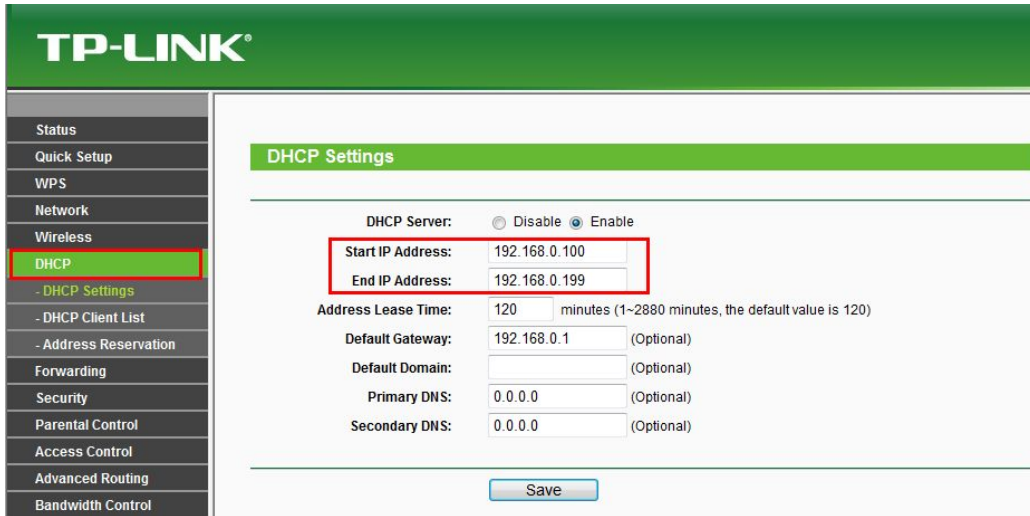 TP-LINK®
Status
Quick Setup
WPS
Network
Wireless
DHCP
- DHCP Settings
- DHCP Client List
- Address Reservation
Forwarding
Security
Parental Control
Access Control
Advanced Routing
Bandwidth Control
DHCP Settings
DHCP Server: Disable Enable
Start IP Address: 192.168.0.100
End IP Address: 192.168.0.199
Address Lease Time: 120 minutes (1~2880 minutes, the default value is 120)
Default Gateway: 192.168.0.1 (Optional)
Default Domain: (Optional)
Primary DNS: 0.0.0.0 (Optional)
Secondary DNS: 0.0.0.0 (Optional)
Save